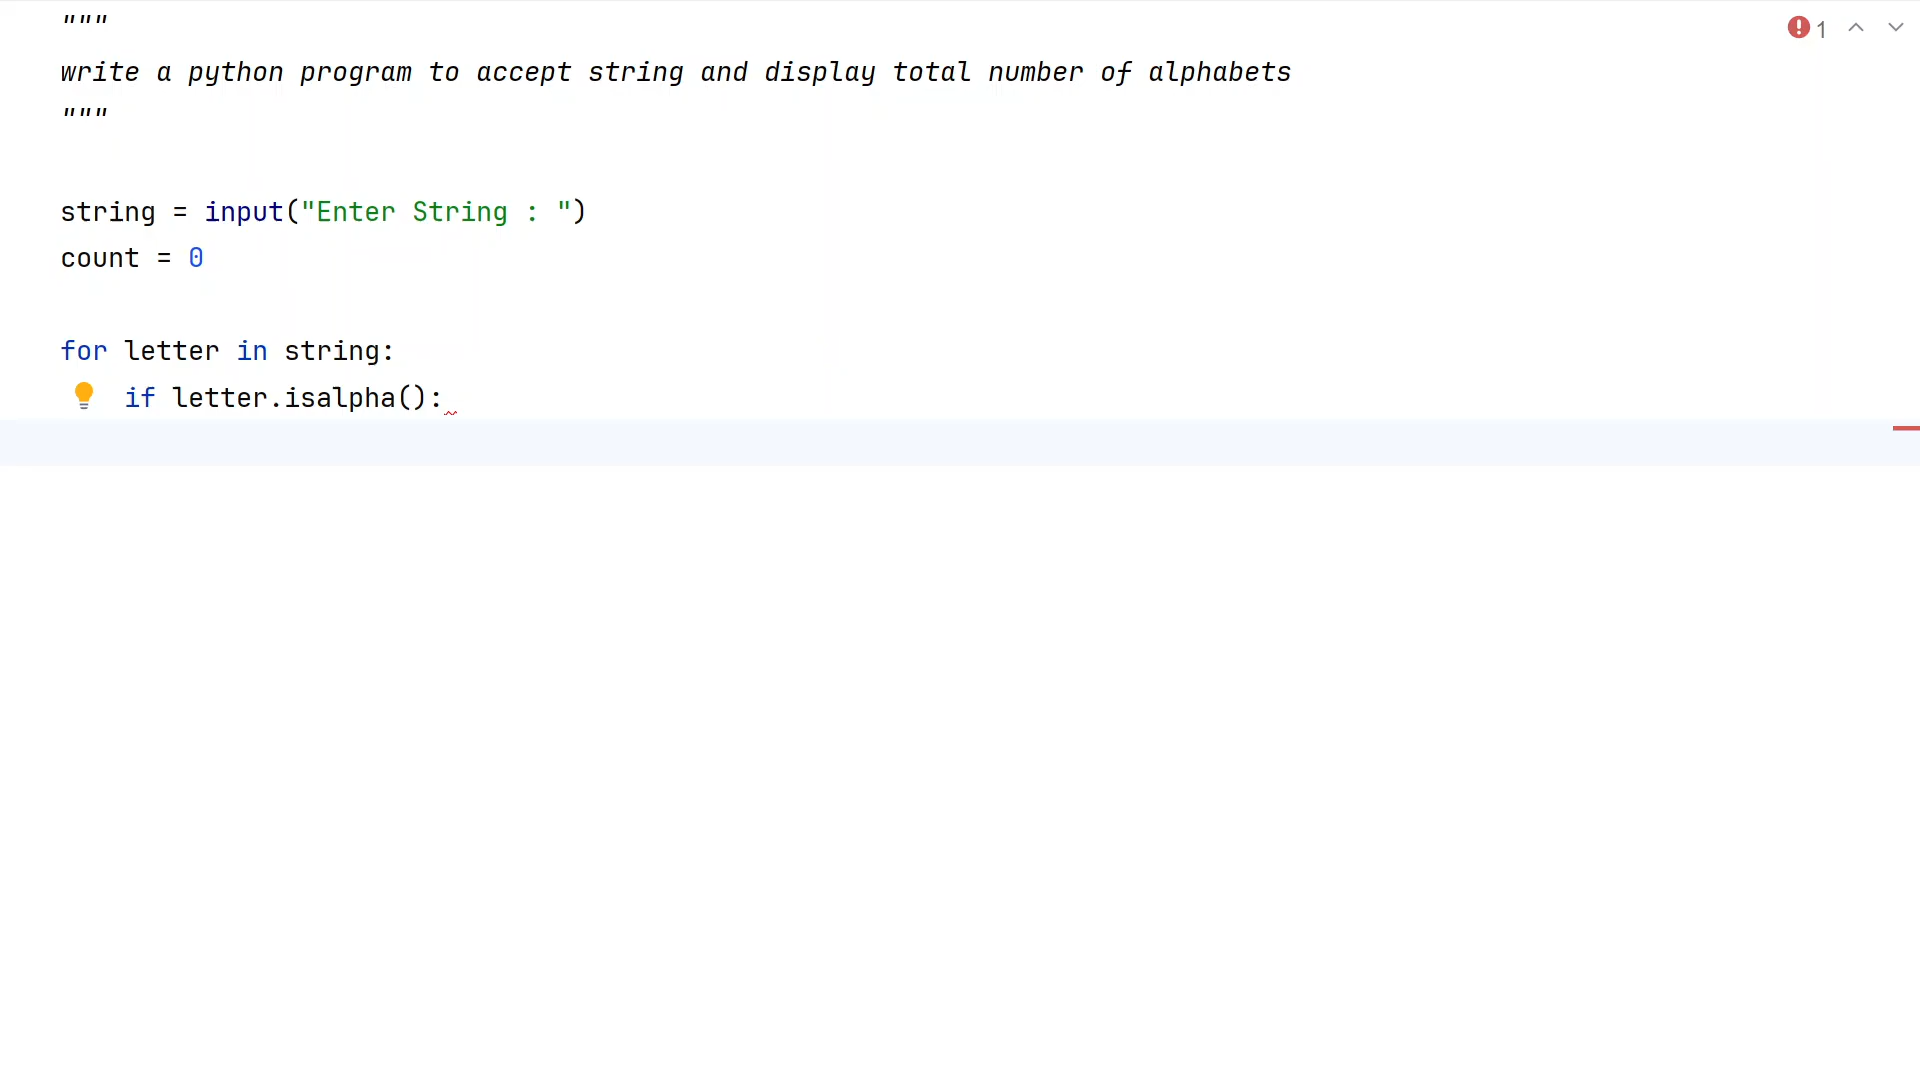 """
write a python program to accept string and display total number of alphabets
"""
string = input("Enter String : ")
count = 0
for letter in string:
if letter.isalpha():
1